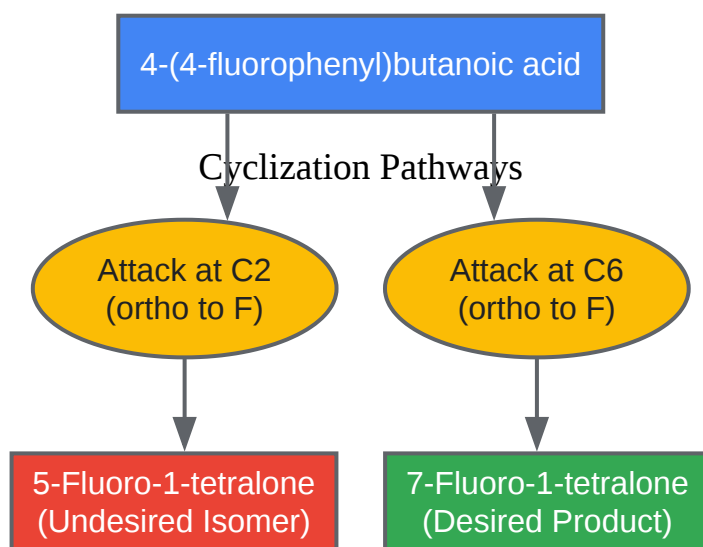 4-(4-fluorophenyl)butanoic acid
Cyclization Pathways
Attack at C2
(ortho to F)
Attack at C6
(ortho to F)
5-Fluoro-1-tetralone
(Undesired Isomer)
7-Fluoro-1-tetralone
(Desired Product)